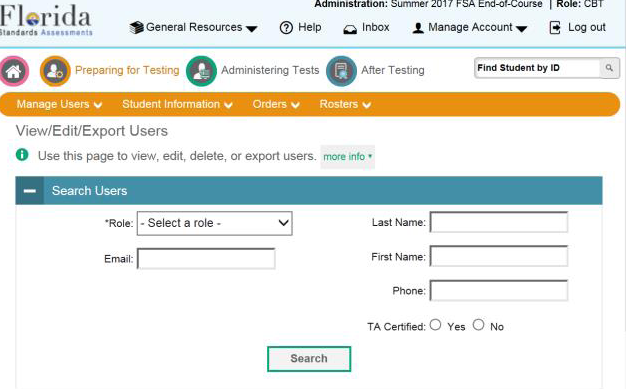 Administration: Summer 2017 FSA End-of-Course | Role: CBT
Florida
Standards Assessments
General Resources Help Inbox Manage Account Log out
Preparing for Testing Administering Tests After Testing Find Student by ID
Manage Users Student Information Orders Rosters
View/Edit/Export Users
Use this page to view, edit, delete, or export users. more info
Search Users
*Role: - Select a role - Last Name:
Email: First Name:
Phone:
TA Certified: Yes No
Search